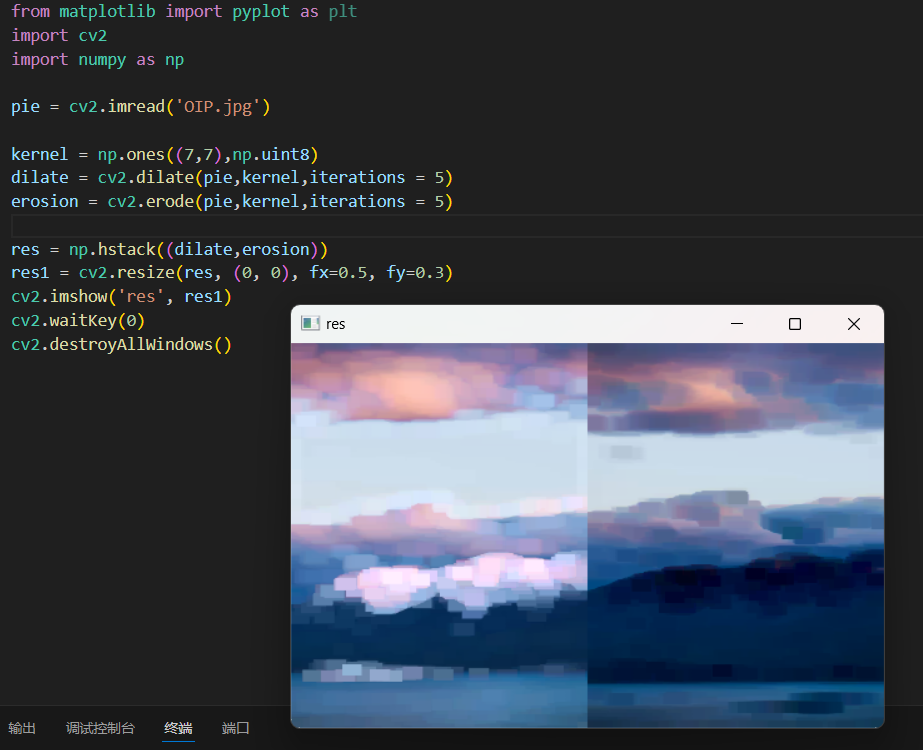 from matplotlib import pyplot as plt
import cv2
import numpy as np
pie = cv2.imread('OIP.jpg')
kernel = np.ones((7,7),np.uint8)
dilate = cv2.dilate(pie,kernel,iterations = 5)
erosion = cv2.erode(pie,kernel,iterations = 5)
res = np.hstack((dilate,erosion))
res1 = cv2.resize(res, (0, 0), fx=0.5, fy=0.3)
cv2.imshow('res', res1)
cv2.waitKey(0)
cv2.destroyAllWindows()
res
输出 调试控制台 终端 端口